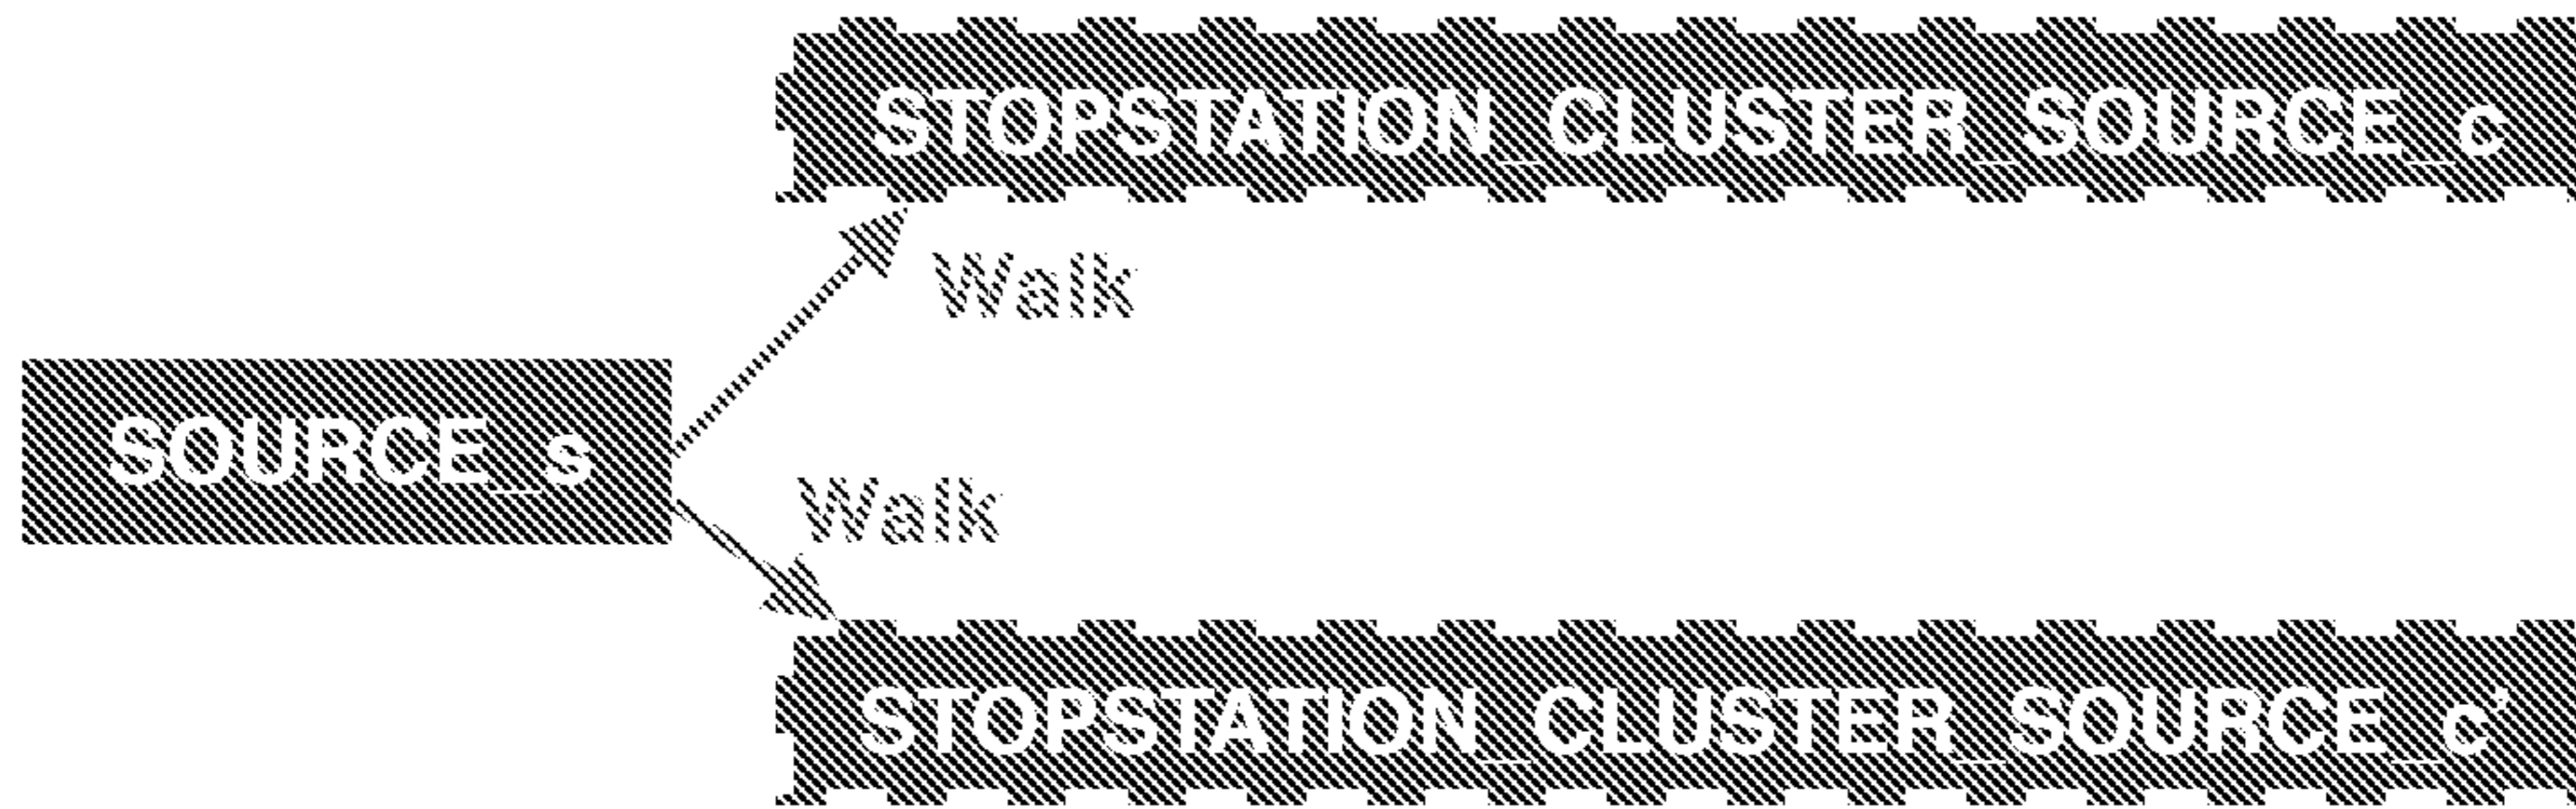 STOPSTATION_CLUSTER_SOURCE_c
Walk
SOURCE_s
Walk
STOPSTATION_CLUSTER_SOURCE_c'